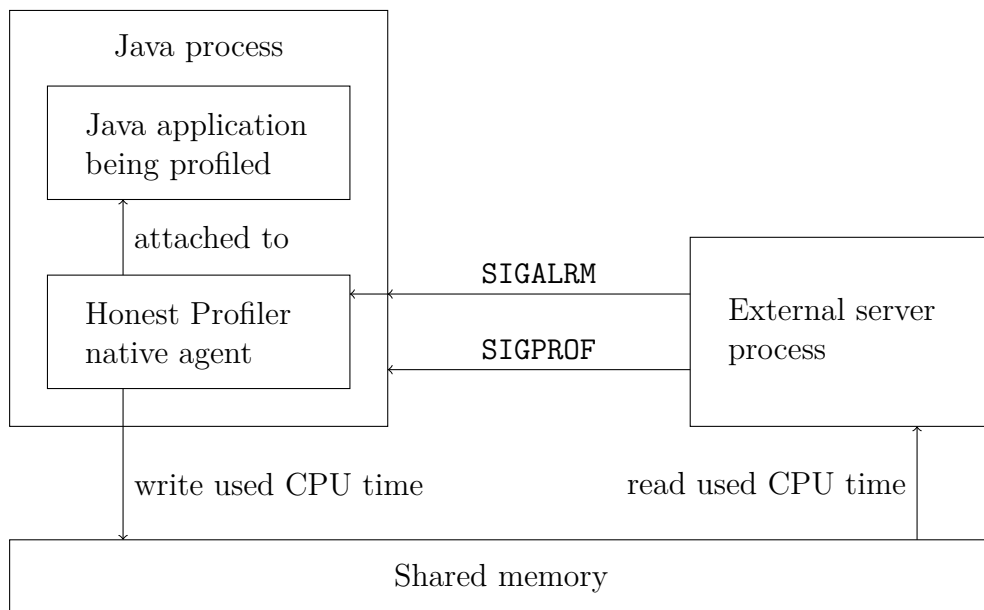 Java process
Java application
being profiled
attached to
Honest Profiler
native agent
SIGALRM
SIGPROF
External server
process
write used CPU time
read used CPU time
Shared memory